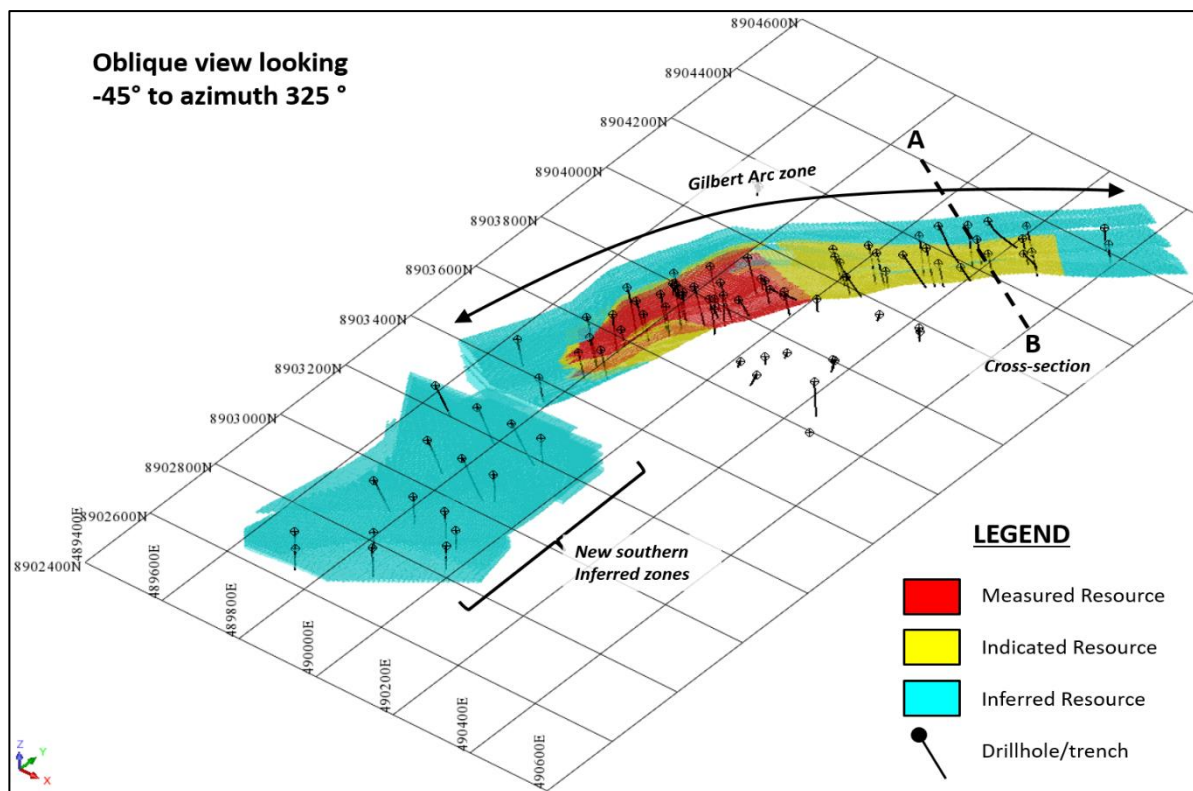 Oblique view looking
-45° to azimuth 325 °
8904600N
8904400N
8904200N
8904000N
8903800N
8903600N
8903400N
8903200N
8903000N
8902800N
8902600N
8902400N
489400E
489600E
489800E
490000E
490200E
490400E
490600E
Gilbert Arc zone
A
B
Cross-section
New southern
Inferred zones
LEGEND
Measured Resource
Indicated Resource
Inferred Resource
Drillhole/trench
Z
Y
X